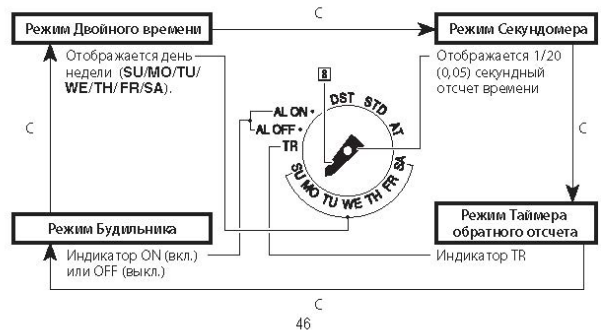 C
Режим Двойного времени
Режим Секундомера
Отображается день
недели (SU/MO/TU/
WE/TH/FR/SA).
Отображается 1/20
(0,05) секундный
отсчет времени
8
AL ON
AL OFF
TR
DST
STD
AT
SU
MO
TU
WE
TH
FR
SA
C
C
Режим Будильника
Режим Таймера
обратного отсчета
Индикатор ON (вкл.)
или OFF (выкл.)
Индикатор TR
C
46